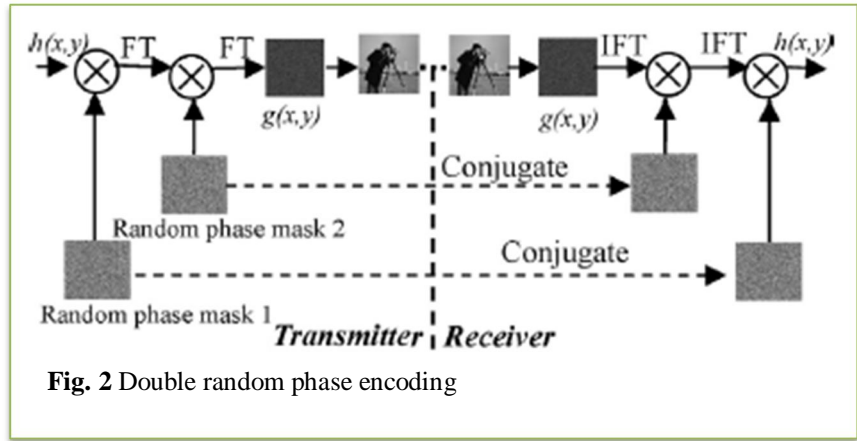 h(x,y) FT FT IFT IFT h(x,y)
g(x,y) g(x,y)
Conjugate
Random phase mask 2
Conjugate
Random phase mask 1
Transmitter Receiver
Fig. 2 Double random phase encoding